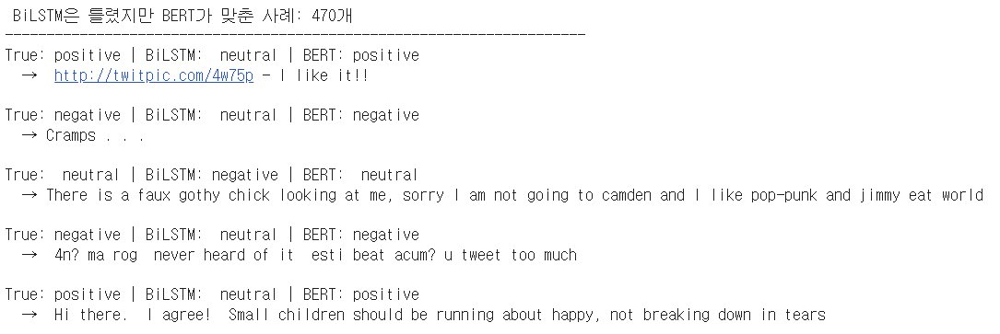 BiLSTM은 틀렸지만 BERT가 맞춘 사례: 470개
----------------------------------------------------------------------
True: positive | BiLSTM:  neutral | BERT: positive
  → http://twitpic.com/4w75p - I like it!!
True: negative | BiLSTM:  neutral | BERT: negative
  → Cramps . . .
True:  neutral | BiLSTM: negative | BERT:  neutral
  → There is a faux gothy chick looking at me, sorry I am not going to camden and I like pop-punk and jimmy eat world
True: negative | BiLSTM:  neutral | BERT: negative
  → 4n? ma rog  never heard of it  esti beat acum? u tweet too much
True: positive | BiLSTM:  neutral | BERT: positive
  → Hi there.  I agree!  Small children should be running about happy, not breaking down in tears